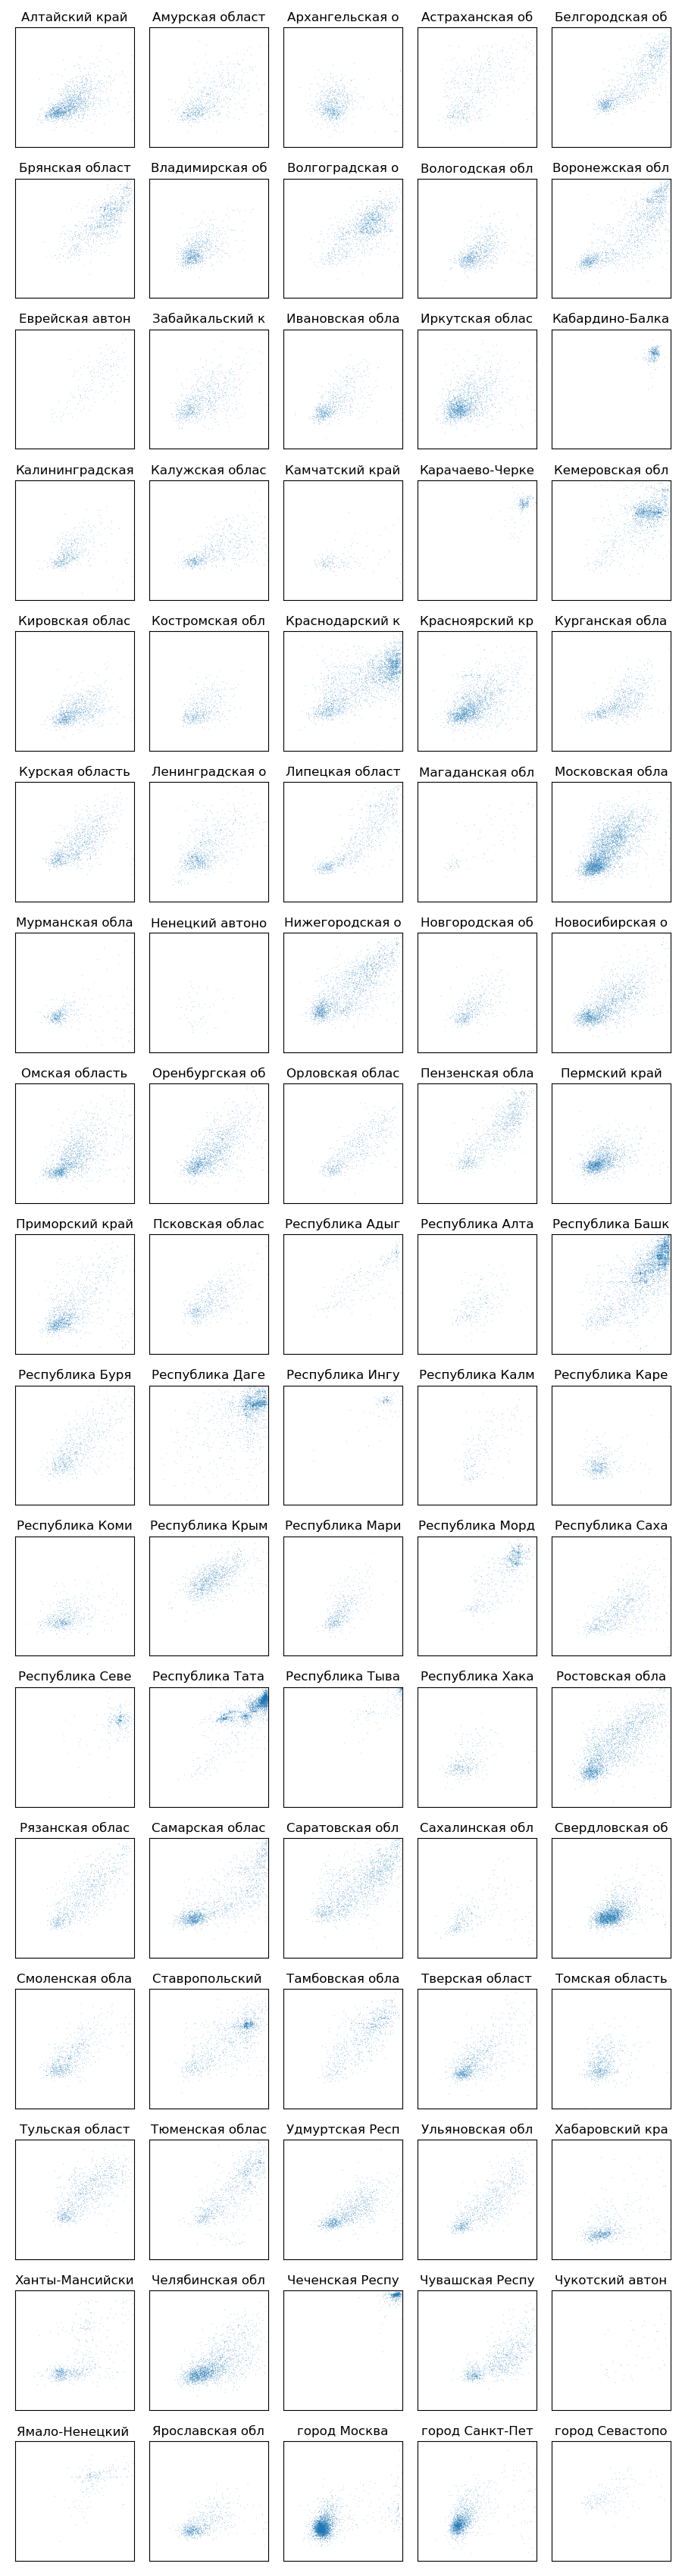 Алтайский край Амурская област Архангельская о Астраханская об Белгородская об
Брянская област Владимирская об Волгоградская о Вологодская обл Воронежская обл
Еврейская автон Забайкальский к Ивановская обла Иркутская облас Кабардино-Балка
Калининградская Калужская облас Камчатский край Карачаево-Черке Кемеровская обл
Кировская облас Костромская обл Краснодарский к Красноярский кр Курганская обла
Курская область Ленинградская о Липецкая област Магаданская обл Московская обла
Мурманская обла Ненецкий автоно Нижегородская о Новгородская об Новосибирская о
Омская область Оренбургская об Орловская облас Пензенская обла Пермский край
Приморский край Псковская облас Республика Адыг Республика Алта Республика Башк
Республика Буря Республика Даге Республика Ингу Республика Калм Республика Каре
Республика Коми Республика Крым Республика Мари Республика Морд Республика Саха
Республика Севе Республика Тата Республика Тыва Республика Хака Ростовская обла
Рязанская облас Самарская облас Саратовская обл Сахалинская обл Свердловская об
Смоленская обла Ставропольский Тамбовская обла Тверская област Томская область
Тульская област Тюменская облас Удмуртская Респ Ульяновская обл Хабаровский кра
Ханты-Мансийски Челябинская обл Чеченская Респу Чувашская Респу Чукотский автон
Ямало-Ненецкий Ярославская обл город Москва город Санкт-Пет город Севастопо